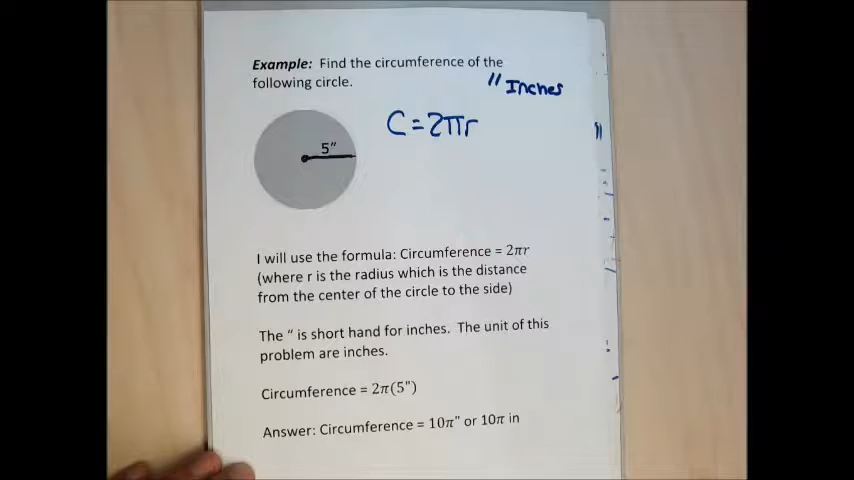 Example: Find the circumference of the
following circle.
" Inches
C = 2πr
5"
I will use the formula: Circumference = 2πr
(where r is the radius which is the distance
from the center of the circle to the side)
The " is short hand for inches. The unit of this
problem are inches.
Circumference = 2π(5")
Answer: Circumference = 10π" or 10π in